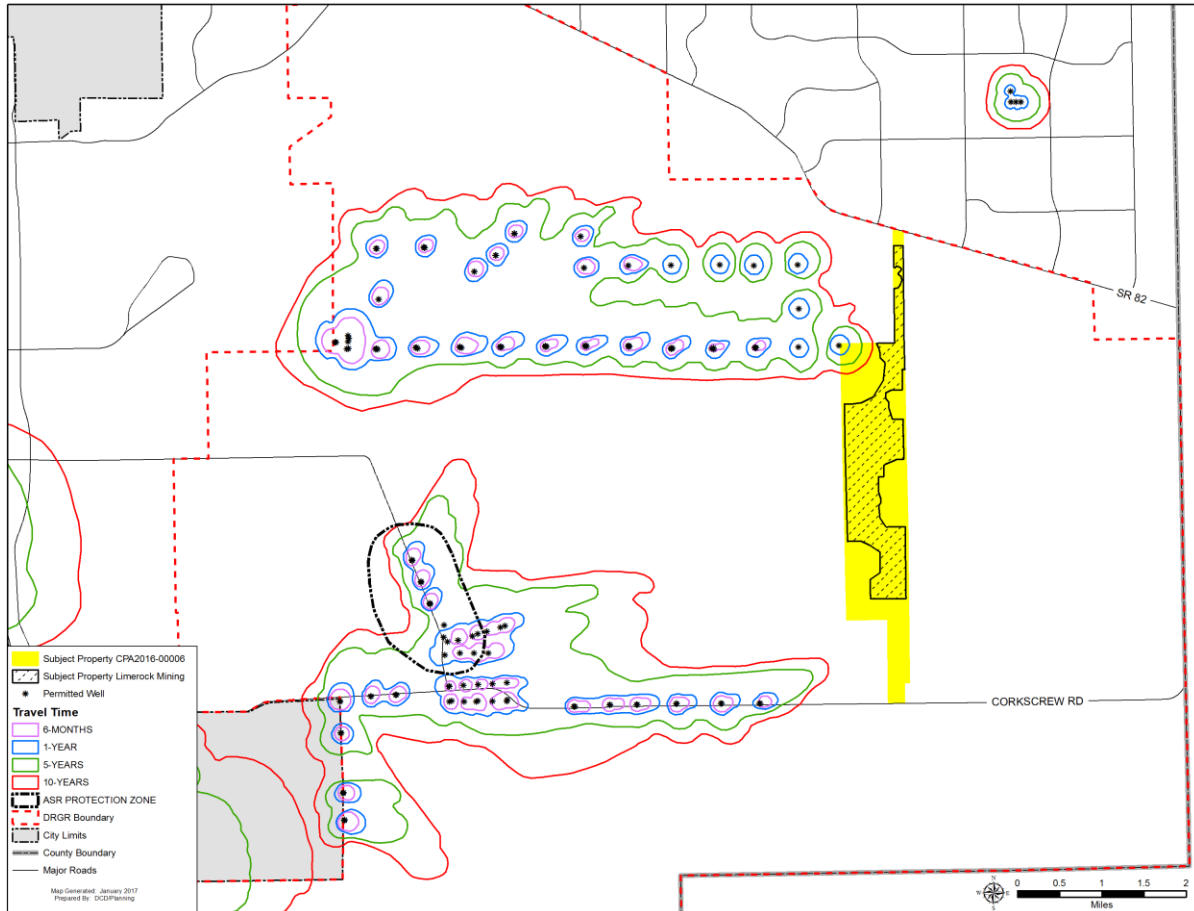 SR 82
CORKSCREW RD
Subject Property CPA2016-00006
Subject Property Limerock Mining
Permitted Well
Travel Time
6-MONTHS
1-YEAR
5-YEARS
10-YEARS
ASR PROTECTION ZONE
DRGR Boundary
City Limits
County Boundary
Major Roads
Map Generated: January 2017
Prepared By: DCD/Planning
N
W E
S
0 0.5 1 1.5 2
Miles